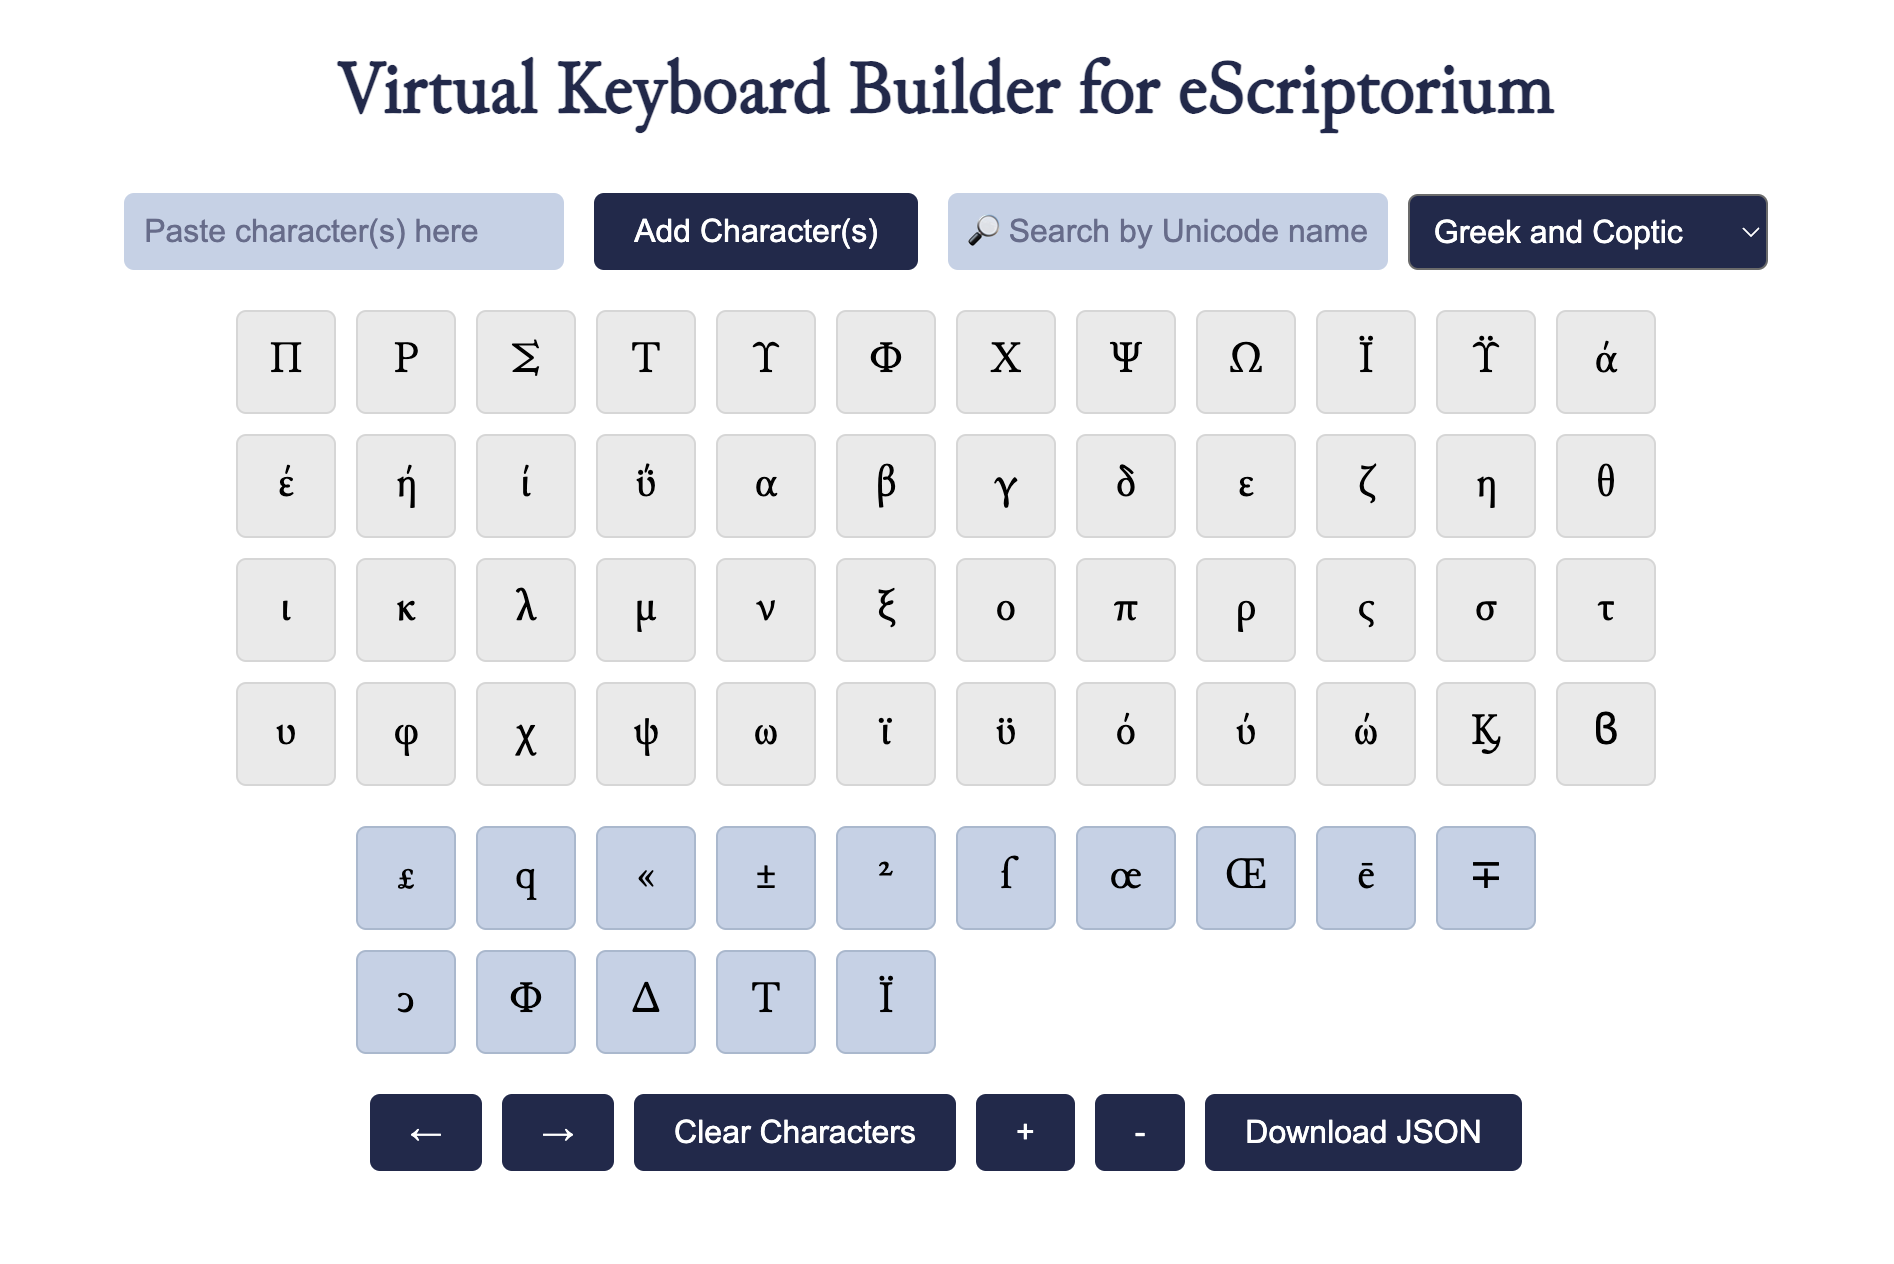 Virtual Keyboard Builder for eScriptorium
Paste character(s) here Add Character(s) 🔎 Search by Unicode name Greek and Coptic
Π Ρ Σ Τ Υ Φ Χ Ψ Ω Ϊ Ϋ ά
έ ή ί ΰ α β γ δ ε ζ η θ
ι κ λ μ ν ξ ο π ρ ς σ τ
υ φ χ ψ ω ϊ ϋ ό ύ ώ Ϗ ϐ
£ q « ± ² ſ œ Œ ē ∓
ɔ Φ Δ Τ Ϊ
← → Clear Characters + - Download JSON